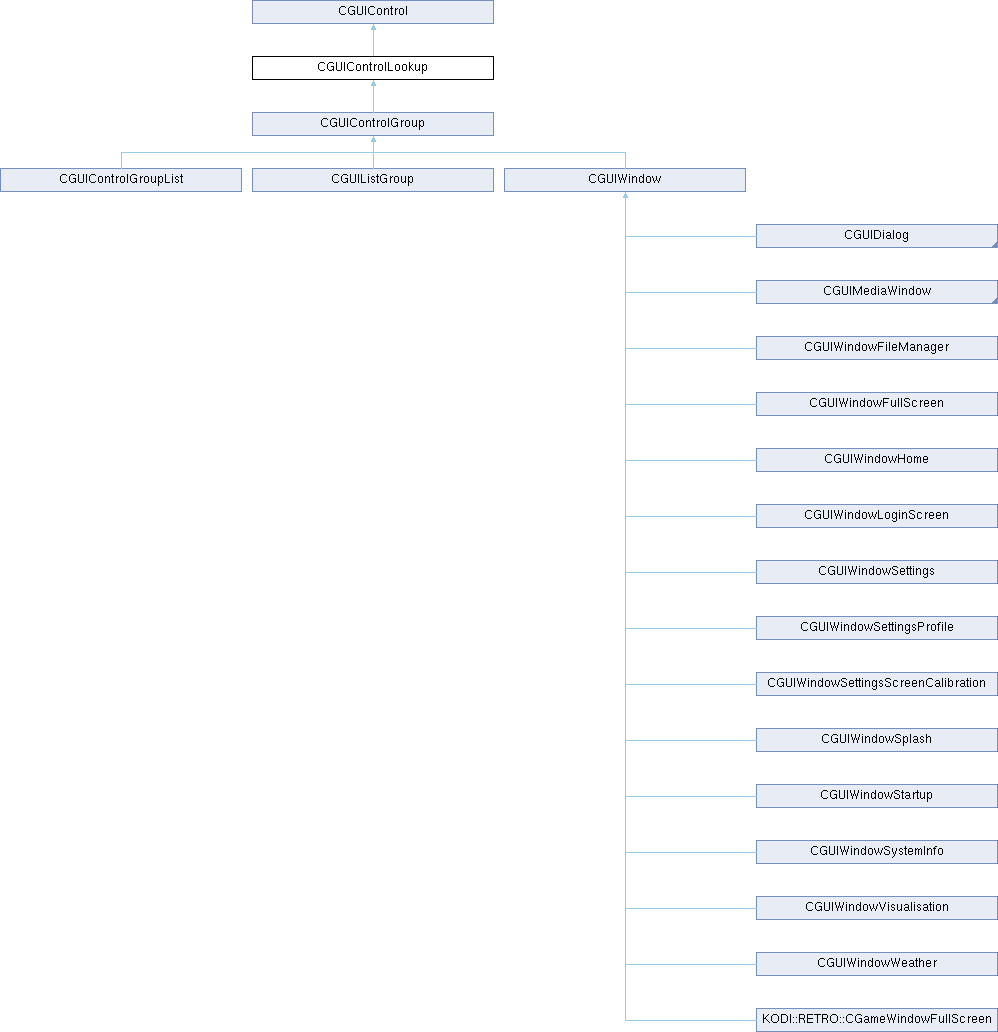 CGUIControl
CGUIControlLookup
CGUIControlGroup
CGUIControlGroupList
CGUIListGroup
CGUIWindow
CGUIDialog
CGUIMediaWindow
CGUIWindowFileManager
CGUIWindowFullScreen
CGUIWindowHome
CGUIWindowLoginScreen
CGUIWindowSettings
CGUIWindowSettingsProfile
CGUIWindowSettingsScreenCalibration
CGUIWindowSplash
CGUIWindowStartup
CGUIWindowSystemInfo
CGUIWindowVisualisation
CGUIWindowWeather
KODI::RETRO::CGameWindowFullScreen